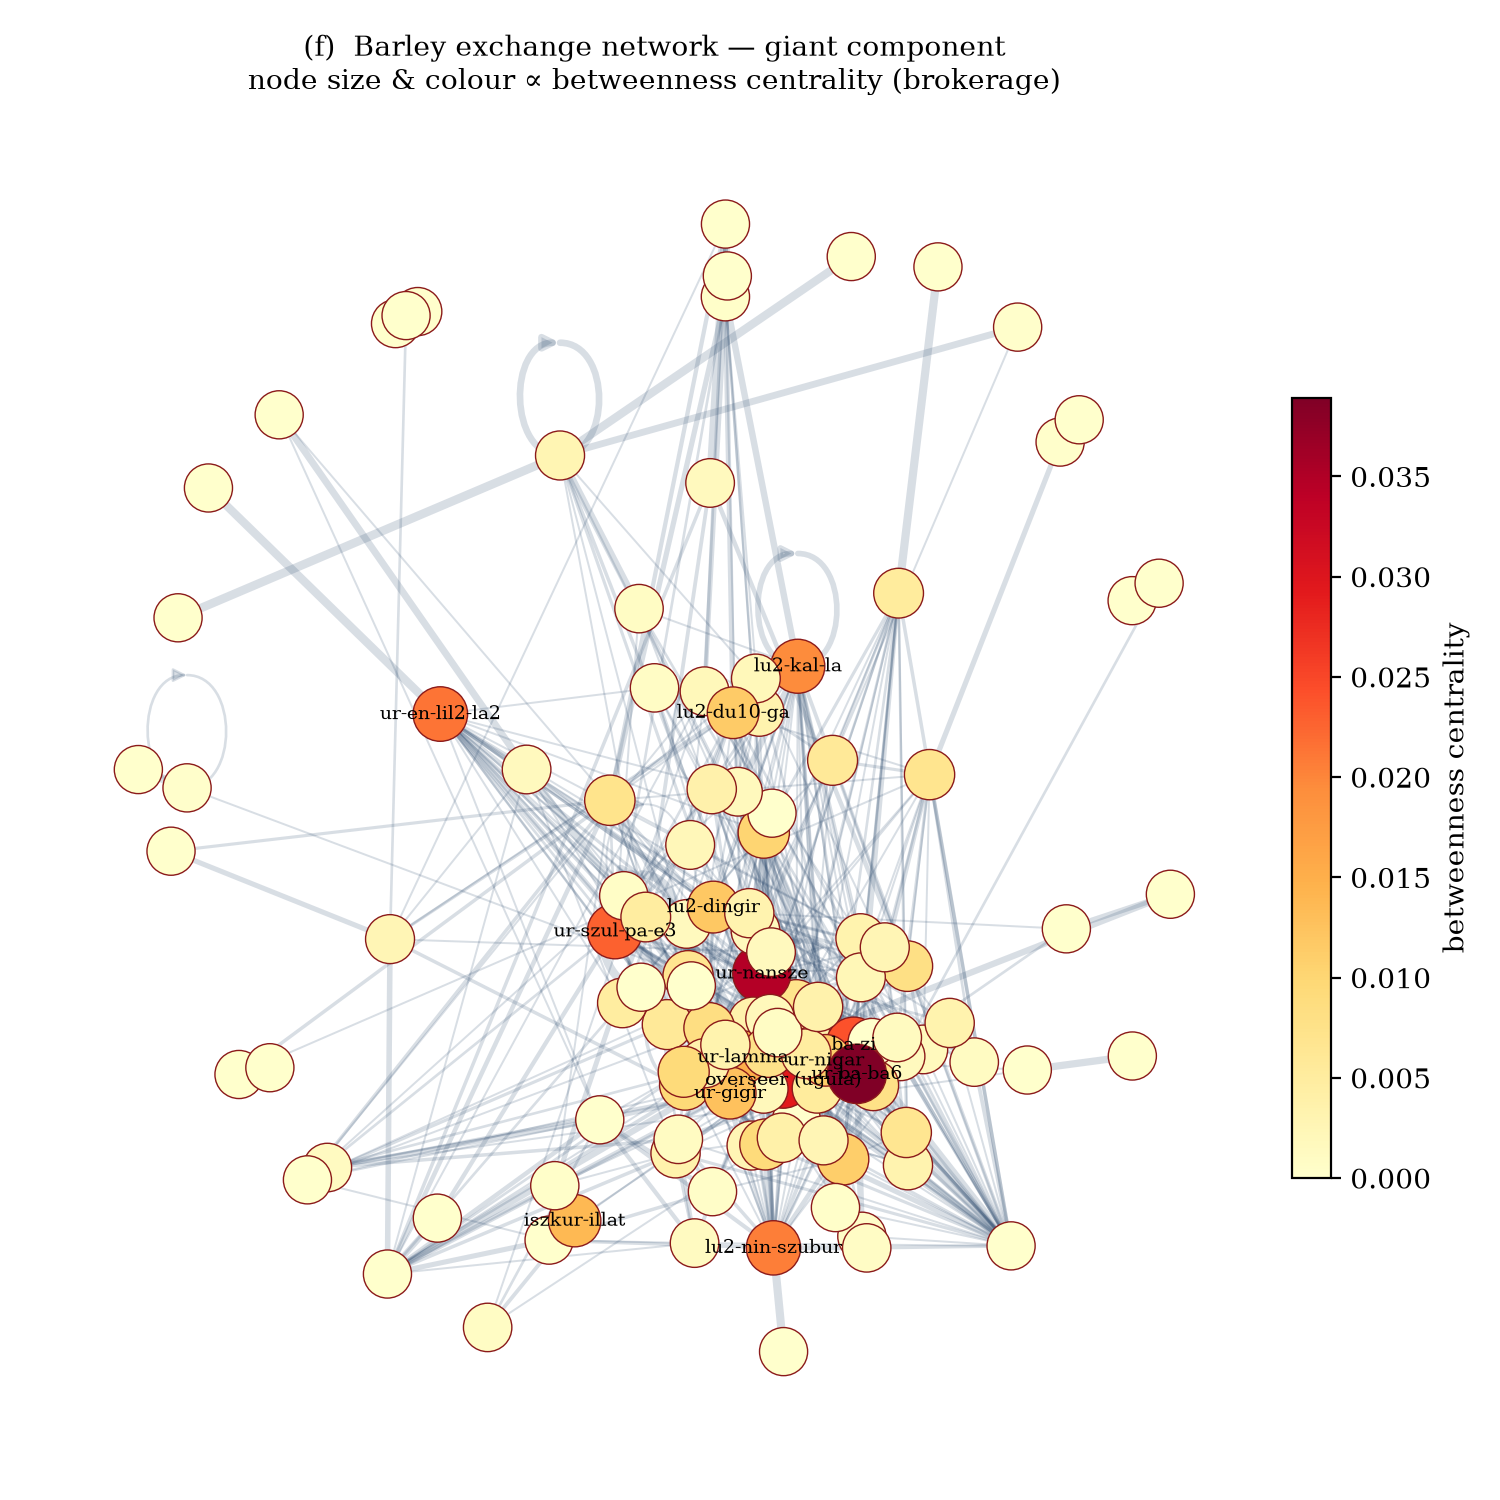 (f)  Barley exchange network — giant component
node size & colour ∝ betweenness centrality (brokerage)
lu2-kal-la
ur-en-lil2-la2
lu2-du10-ga
lu2-dingir
ur-szul-pa-e3
ur-nansze
ba-zi
ur-lamma
ur-nigar
ur-ba-ba6
overseer (ugula)
ur-gigir
iszkur-illat
lu2-nin-szubur
0.035
0.030
0.025
0.020
0.015
0.010
0.005
0.000
betweenness centrality